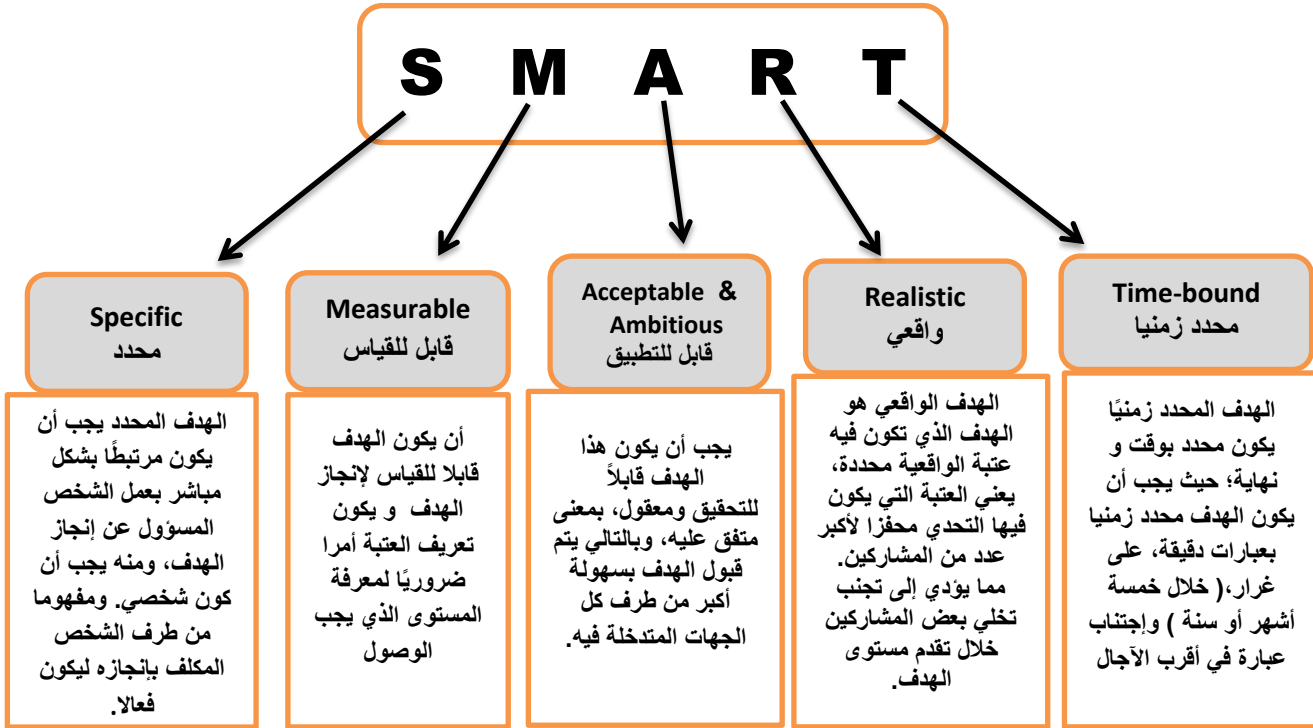 S M A R T
Specific
محدد
الهدف المحدد يجب أن
يكون مرتبطًا بشكل
مباشر بعمل الشخص
المسؤول عن إنجاز
الهدف، ومنه يجب أن
كون شخصي. ومفهوما
من طرف الشخص
المكلف بإنجازه ليكون
فعالا.
Measurable
قابل للقياس
أن يكون الهدف
قابلا للقياس لإنجاز
الهدف و يكون
تعريف العتبة أمرا
ضروريًا لمعرفة
المستوى الذي يجب
الوصول
Acceptable &
Ambitious
قابل للتطبيق
يجب أن يكون هذا
الهدف قابلاً
للتحقيق ومعقول، بمعنى
متفق عليه، وبالتالي يتم
قبول الهدف بسهولة
أكبر من طرف كل
الجهات المتدخلة فيه.
Realistic
واقعي
الهدف الواقعي هو
الهدف الذي تكون فيه
عتبة الواقعية محددة،
يعني العتبة التي يكون
فيها التحدي محفزا لأكبر
عدد من المشاركين.
مما يؤدي إلى تجنب
تخلي بعض المشاركين
خلال تقدم مستوى
الهدف.
Time-bound
محدد زمنيا
الهدف المحدد زمنيًا
يكون محدد بوقت و
نهاية؛ حيث يجب أن
يكون الهدف محدد زمنيا
بعبارات دقيقة، على
غرار،( خلال خمسة
أشهر أو سنة ) وإجتناب
عبارة في أقرب الآجال